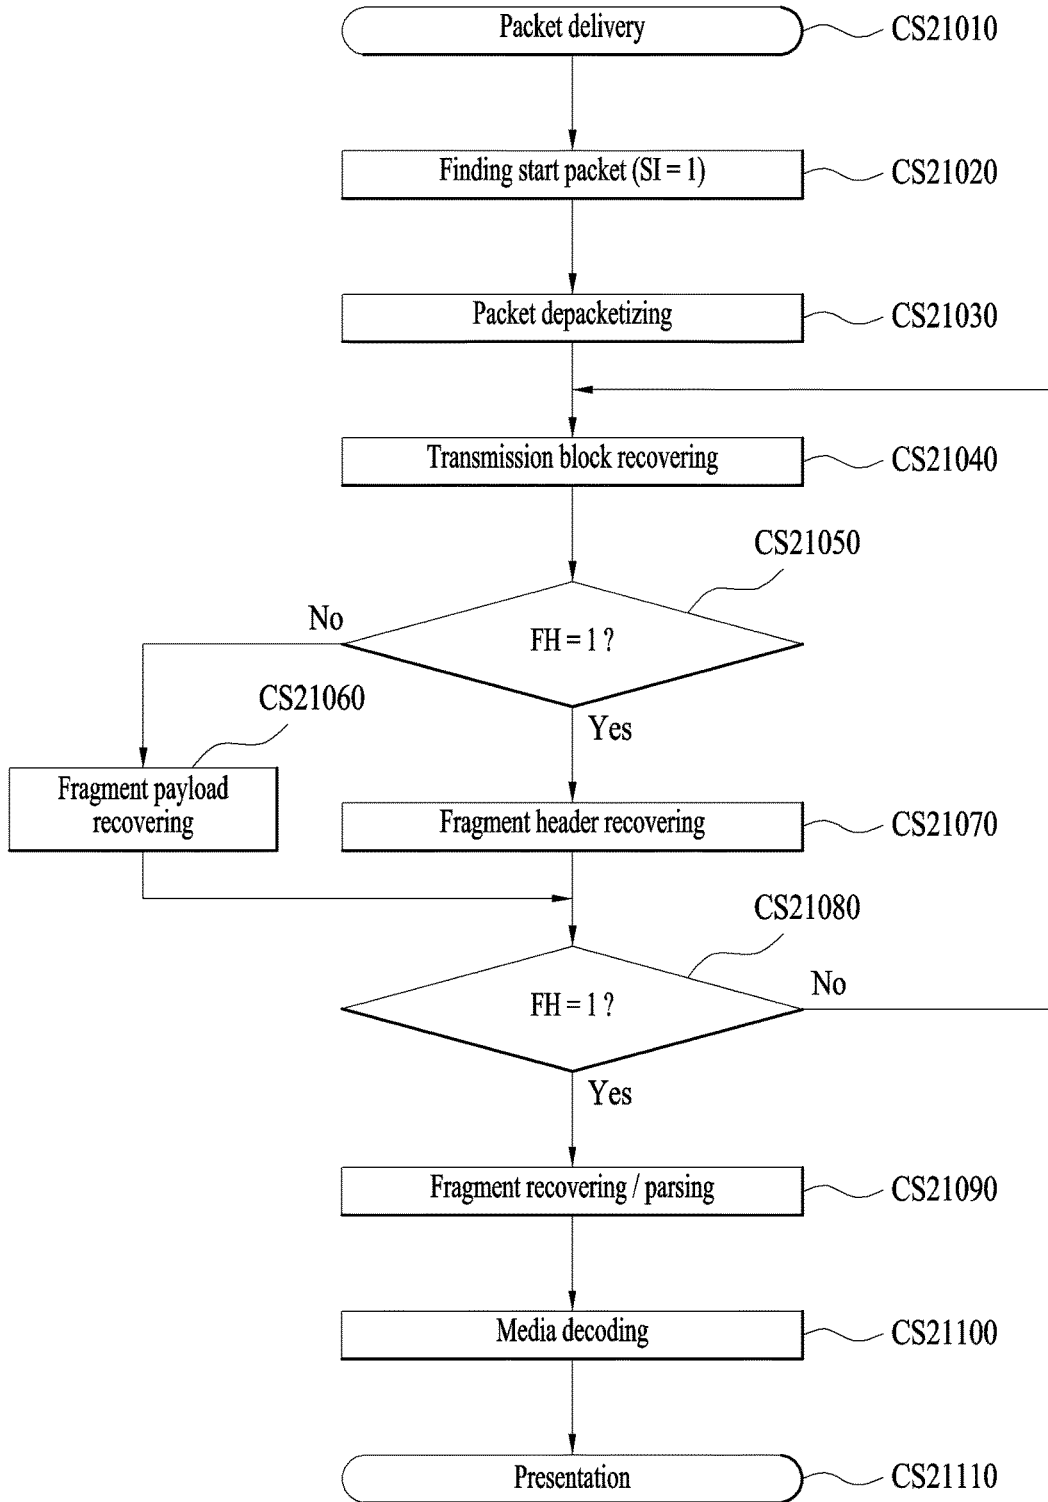 Packet delivery
CS21010
Finding start packet (SI = 1)
CS21020
Packet depacketizing
CS21030
Transmission block recovering
CS21040
CS21050
No
FH = 1 ?
CS21060
Yes
Fragment payload
recovering
Fragment header recovering
CS21070
CS21080
FH = 1 ?
No
Yes
Fragment recovering / parsing
CS21090
Media decoding
CS21100
Presentation
CS21110